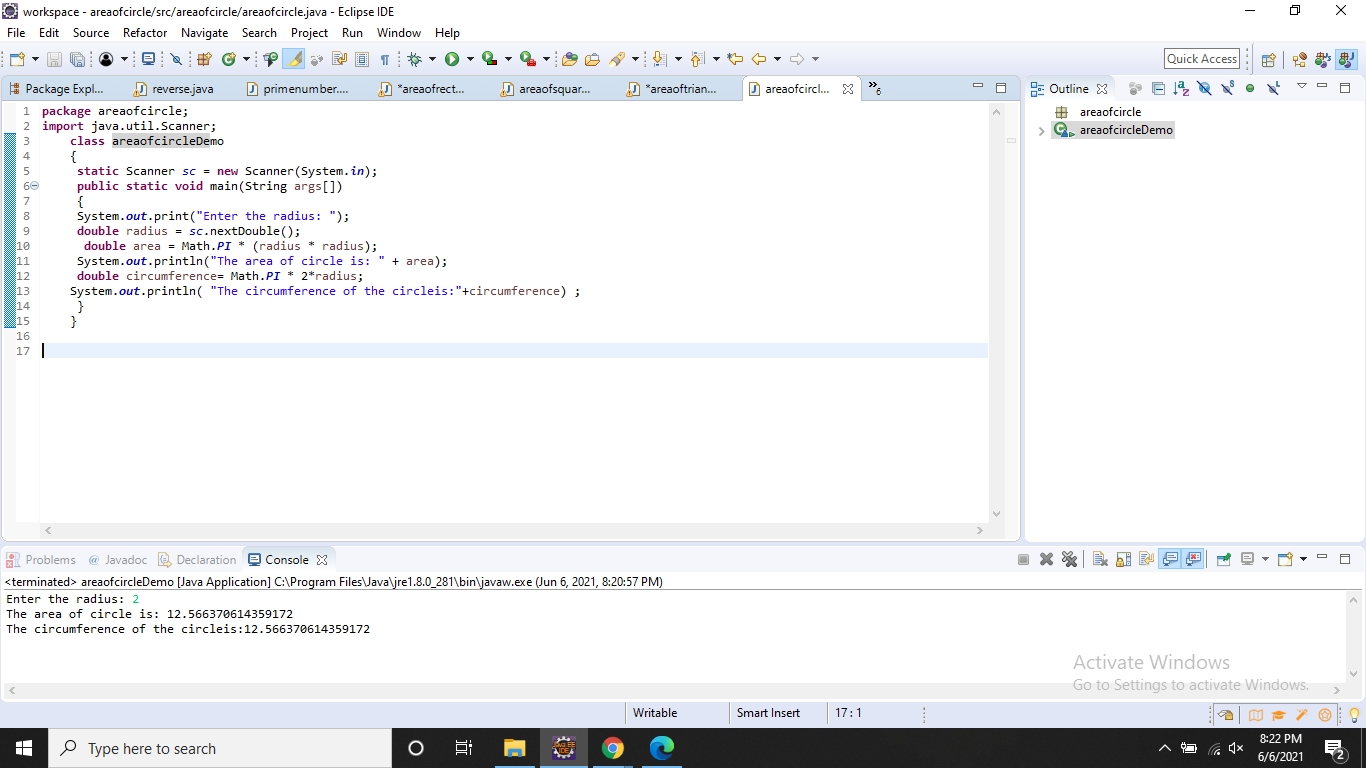 workspace - areaofcircle/src/areaofcircle/areaofcircle.java - Eclipse IDE
File Edit Source Refactor Navigate Search Project Run Window Help
Quick Access
Package Expl... reverse.java primenumber.... *areaofrect... areaofsquar... *areaoftrian... areaofcircl... »6
Outline
areaofcircle
areaofcircleDemo
1 package areaofcircle;
2 import java.util.Scanner;
3 class areaofcircleDemo
4 {
5 static Scanner sc = new Scanner(System.in);
6 public static void main(String args[])
7 {
8 System.out.print("Enter the radius: ");
9 double radius = sc.nextDouble();
10 double area = Math.PI * (radius * radius);
11 System.out.println("The area of circle is: " + area);
12 double circumference= Math.PI * 2*radius;
13 System.out.println( "The circumference of the circleis:"+circumference) ;
14 }
15 }
16
17
Problems @ Javadoc Declaration Console
<terminated> areaofcircleDemo [Java Application] C:\Program Files\Java\jre1.8.0_281\bin\javaw.exe (Jun 6, 2021, 8:20:57 PM)
Enter the radius: 2
The area of circle is: 12.566370614359172
The circumference of the circleis:12.566370614359172
Activate Windows
Go to Settings to activate Windows.
Writable Smart Insert 17 : 1
Type here to search
8:22 PM
6/6/2021
2